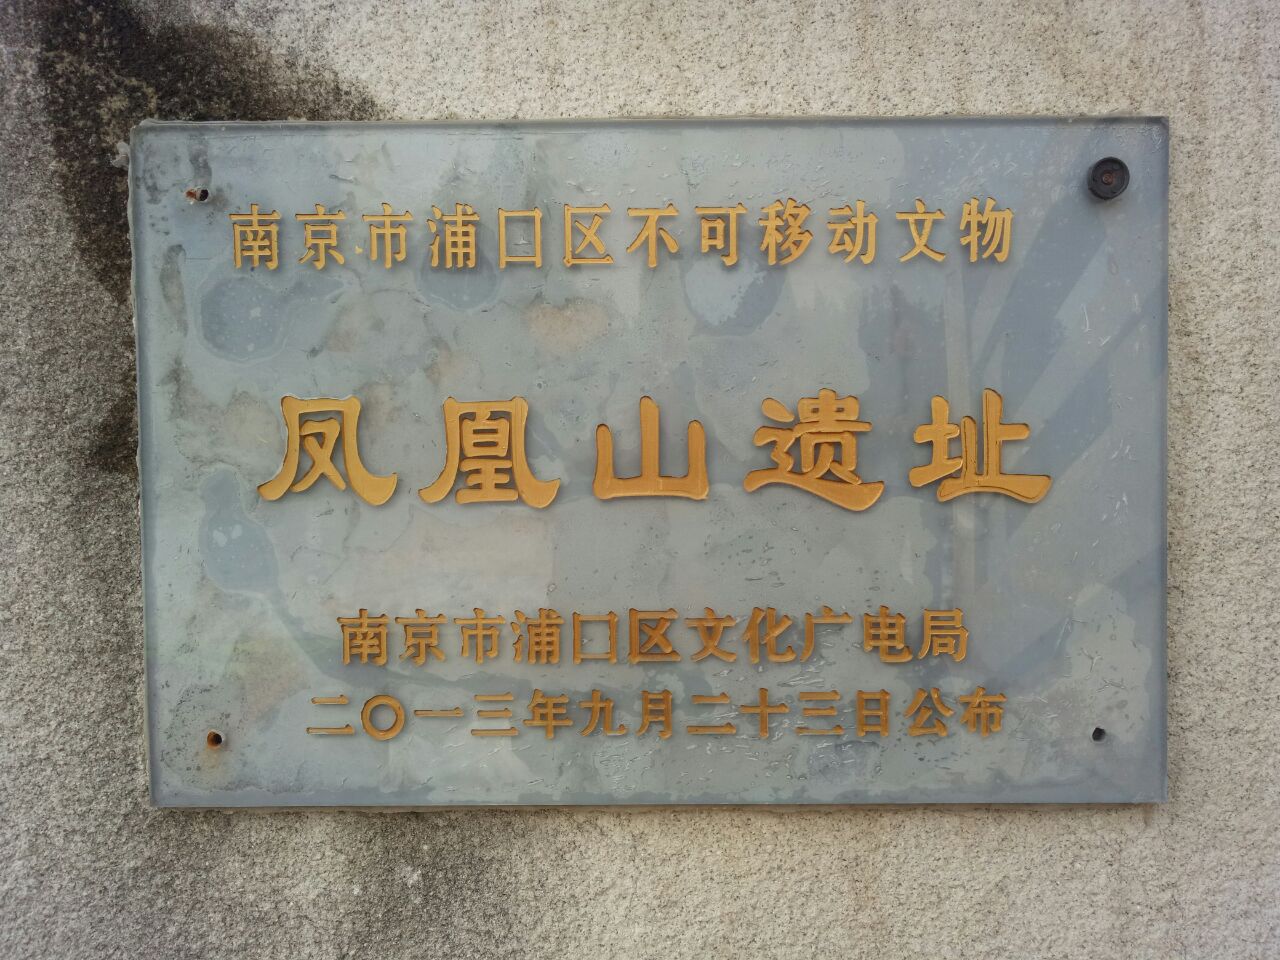 南京市浦口区不可移动文物
凤凰山遗址
南京市浦口区文化广电局
二〇一三年九月二十三日公布